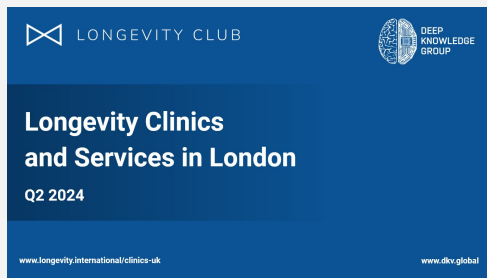 LONGEVITY CLUB
DEEP
KNOWLEDGE
GROUP
Longevity Clinics
and Services in London
Q2 2024
www.longevity.international/clinics-uk
www.dkv.global